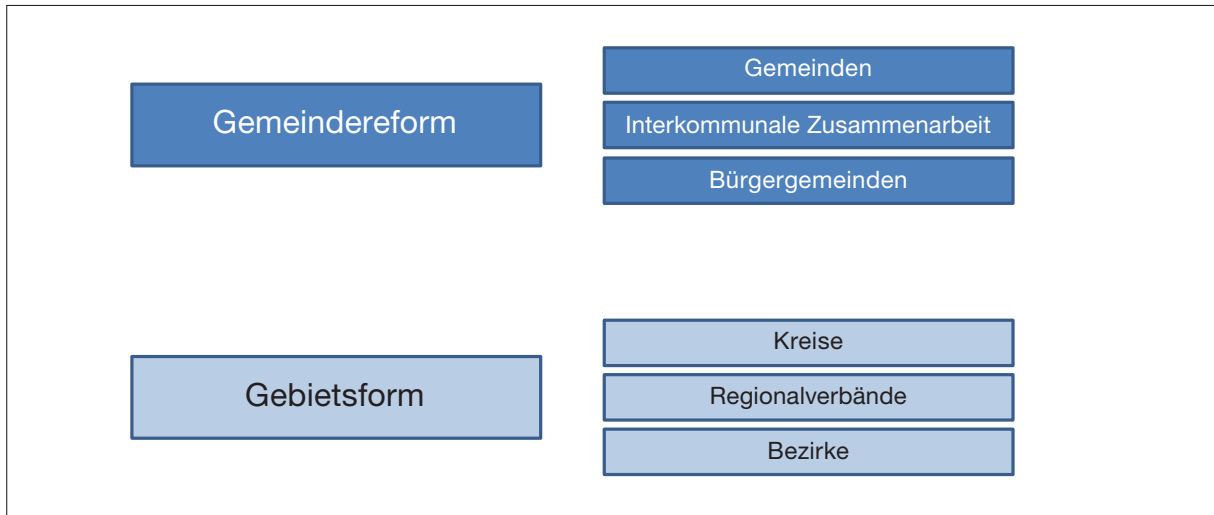 Gemeindereform
Gemeinden
Interkommunale Zusammenarbeit
Bürgergemeinden
Gebietsform
Kreise
Regionalverbände
Bezirke